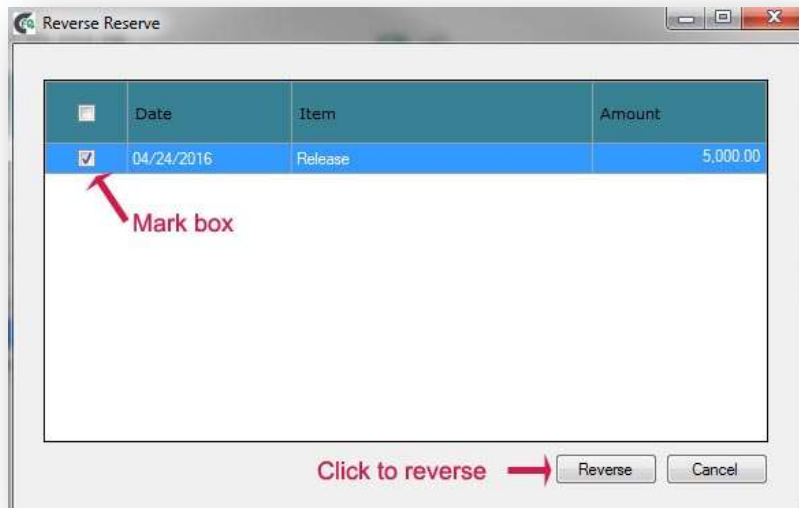 Reverse Reserve
Date Item Amount
04/24/2016 Release 5,000.00
Mark box
Click to reverse Reverse Cancel